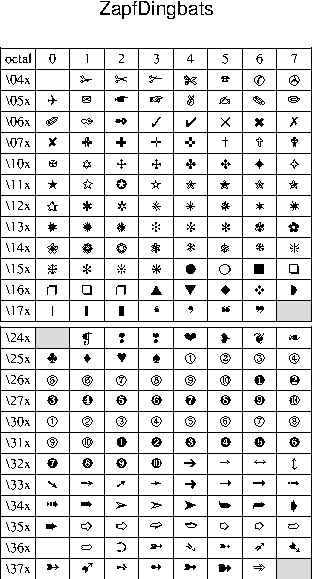 ZapfDingbats
octal 0 1 2 3 4 5 6 7
\04x ✁ ✂ ✃ ✄ ☎ ✆ ✇
\05x ✈ ✉ ☛ ☞ ✌ ✍ ✎ ✏
\06x ✐ ✑ ✒ ✓ ✔ ✕ ✖ ✗
\07x ✘ ✙ ✚ ✛ ✜ ✝ ✞ ✟
\10x ✠ ✡ ✢ ✣ ✤ ✥ ✦ ✧
\11x ★ ✩ ✪ ✫ ✬ ✭ ✮ ✯
\12x ✰ ✱ ✲ ✳ ✴ ✵ ✶ ✷
\13x ✸ ✹ ✺ ✻ ✼ ✽ ✾ ✿
\14x ❀ ❁ ❂ ❃ ❄ ❅ ❆ ❇
\15x ❈ ❉ ❊ ❋ ● ❍ ■ ❏
\16x ❐ ❑ ❒ ▲ ▼ ◆ ❖ ◗
\17x ❘ ❙ ❚ ❛ ❜ ❝ ❞
\24x ❡ ❢ ❣ ❤ ❥ ❦ ❧
\25x ♣ ♦ ♥ ♠ ① ② ③ ④
\26x ⑤ ⑥ ⑦ ⑧ ⑨ ⑩ ❶ ❷
\27x ❸ ❹ ❺ ❻ ❼ ❽ ❾ ❿
\30x ➀ ➁ ➂ ➃ ➄ ➅ ➆ ➇
\31x ➈ ➉ ➊ ➋ ➌ ➍ ➎ ➏
\32x ➐ ➑ ➒ ➓ ➔ → ↔ ↕
\33x ➘ ➙ ➚ ➛ ➜ ➝ ➞ ➟
\34x ➠ ➡ ➢ ➣ ➤ ➥ ➦ ➧
\35x ➨ ➩ ➪ ➫ ➬ ➭ ➮ ➯
\36x ➱ ➲ ➳ ➴ ➵ ➶ ➷
\37x ➸ ➹ ➺ ➻ ➼ ➽ ➾